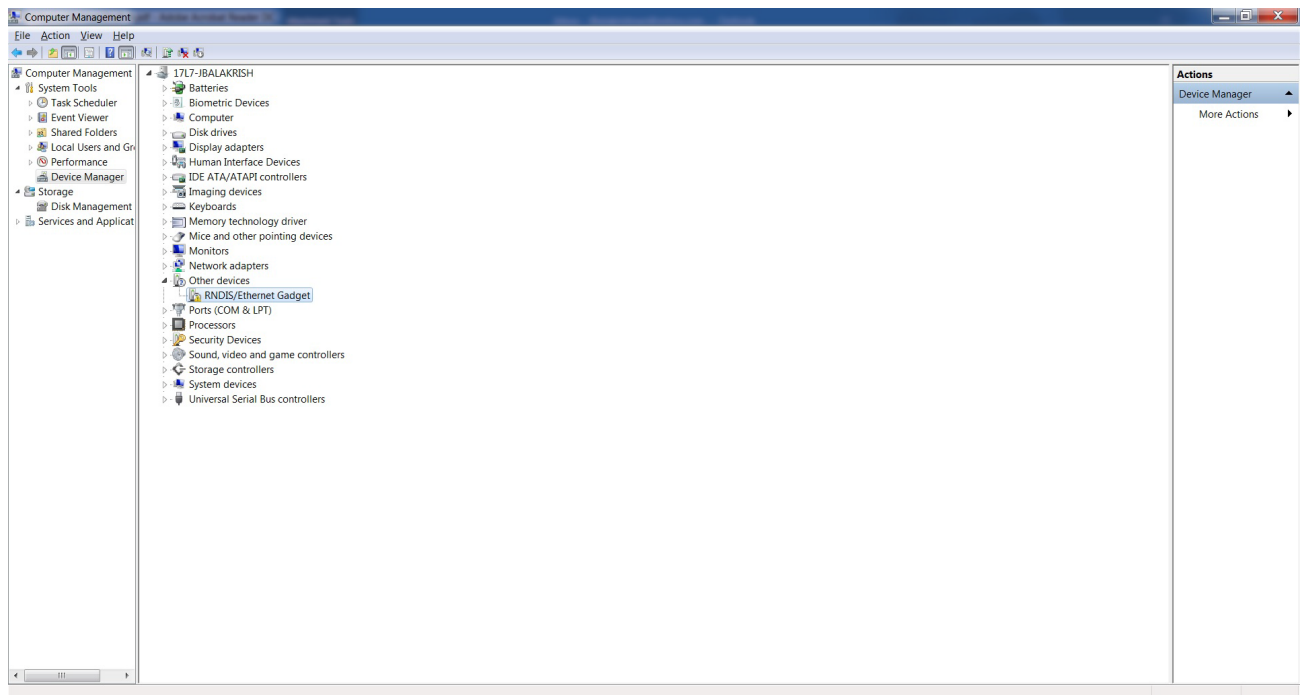 Computer Management
File Action View Help
Computer Management
System Tools
Task Scheduler
Event Viewer
Shared Folders
Local Users and Gr
Performance
Device Manager
Storage
Disk Management
Services and Applicat
17L7-JBALAKRISH
Batteries
Biometric Devices
Computer
Disk drives
Display adapters
Human Interface Devices
IDE ATA/ATAPI controllers
Imaging devices
Keyboards
Memory technology driver
Mice and other pointing devices
Monitors
Network adapters
Other devices
RNDIS/Ethernet Gadget
Ports (COM & LPT)
Processors
Security Devices
Sound, video and game controllers
Storage controllers
System devices
Universal Serial Bus controllers
Actions
Device Manager
More Actions